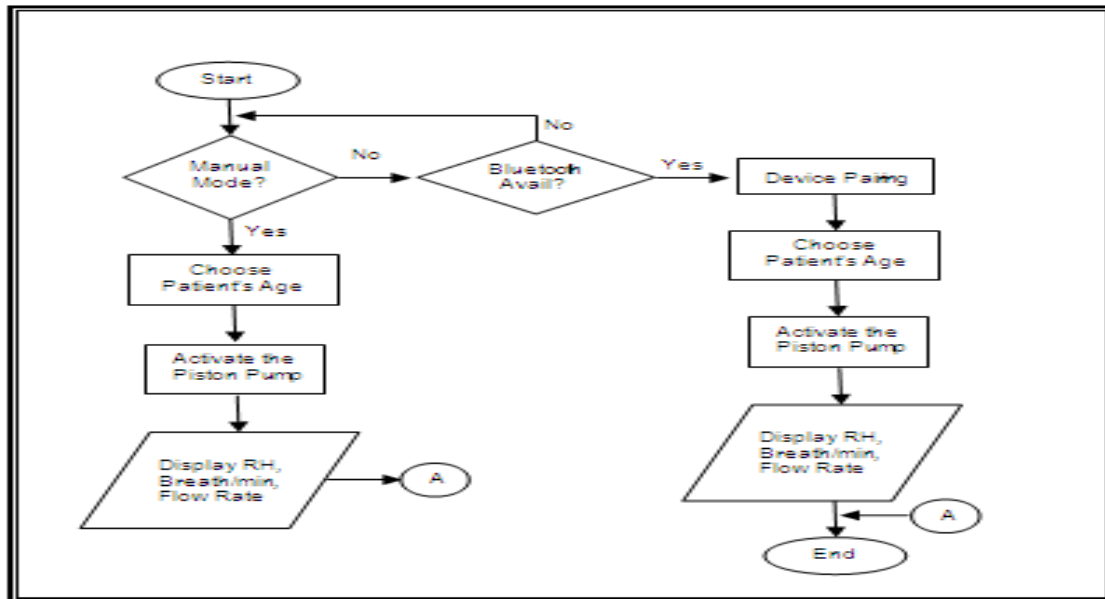 Start
No
Manual
Mode?
No
Bluetooth
Avail?
Yes
Device Pairing
Yes
Choose
Patient's Age
Choose
Patient's Age
Activate the
Piston Pump
Activate the
Piston Pump
Display RH,
Breath/min,
Flow Rate
A
Display RH,
Breath/min,
Flow Rate
A
End